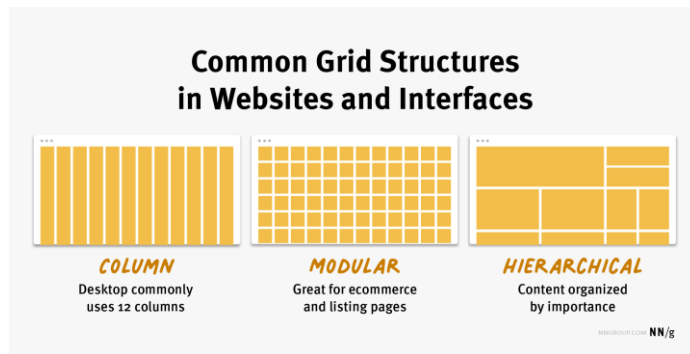 Common Grid Structures
in Websites and Interfaces
COLUMN
Desktop commonly
uses 12 columns
MODULAR
Great for ecommerce
and listing pages
HIERARCHICAL
Content organized
by importance
NNGROUP.COM NN/g